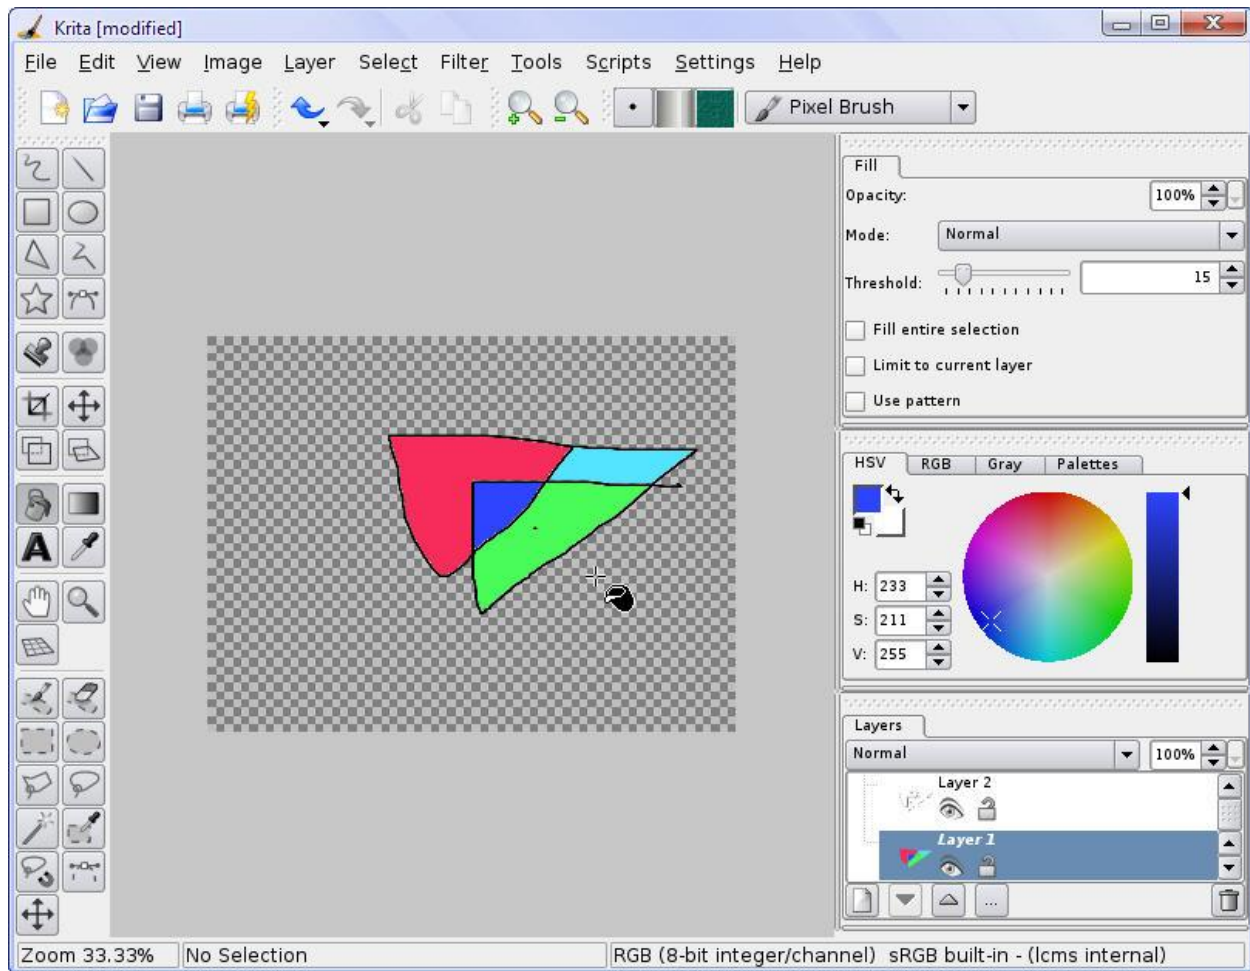 Krita [modified]
File Edit View Image Layer Select Filter Tools Scripts Settings Help
Pixel Brush
Fill
Opacity: 100%
Mode: Normal
Threshold: 15
Fill entire selection
Limit to current layer
Use pattern
HSV RGB Gray Palettes
H: 233
S: 211
V: 255
Layers
Normal 100%
Layer 2
Layer 1
...
Zoom 33.33% No Selection RGB (8-bit integer/channel) sRGB built-in - (lcms internal)